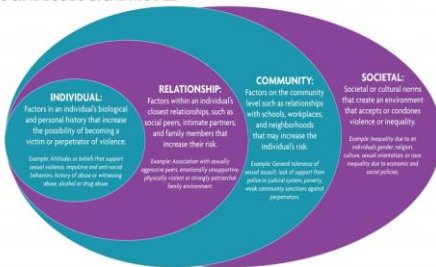 INDIVIDUAL:
Factors in an individual's biological
and personal history that increase
the possibility of becoming a
victim or perpetrator of violence.
Example: Attitudes or beliefs that support
sexual violence; impulsive and anti-social
behaviors; history of abuse or witnessing
abuse; alcohol or drug abuse.
RELATIONSHIP:
Factors within an individual's
closest relationships, such as
social peers, intimate partners,
and family members that
increase their risk.
Example: Association with sexually
aggressive peers; emotionally unsupportive,
physically violent or strongly patriarchal
family environment.
COMMUNITY:
Factors on the community
level such as relationships
with schools, workplaces,
and neighborhoods
that may increase the
individual's risk.
Example: General tolerance of
sexual assault; lack of support from
police or judicial system; poverty;
weak community sanctions against
perpetrators.
SOCIETAL:
Societal or cultural norms
that create an environment
that accepts or condones
violence or inequality.
Example: Inequality due to an
individuals gender, religion,
culture, sexual orientation, or race.
Inequality due to economic and
social policies.